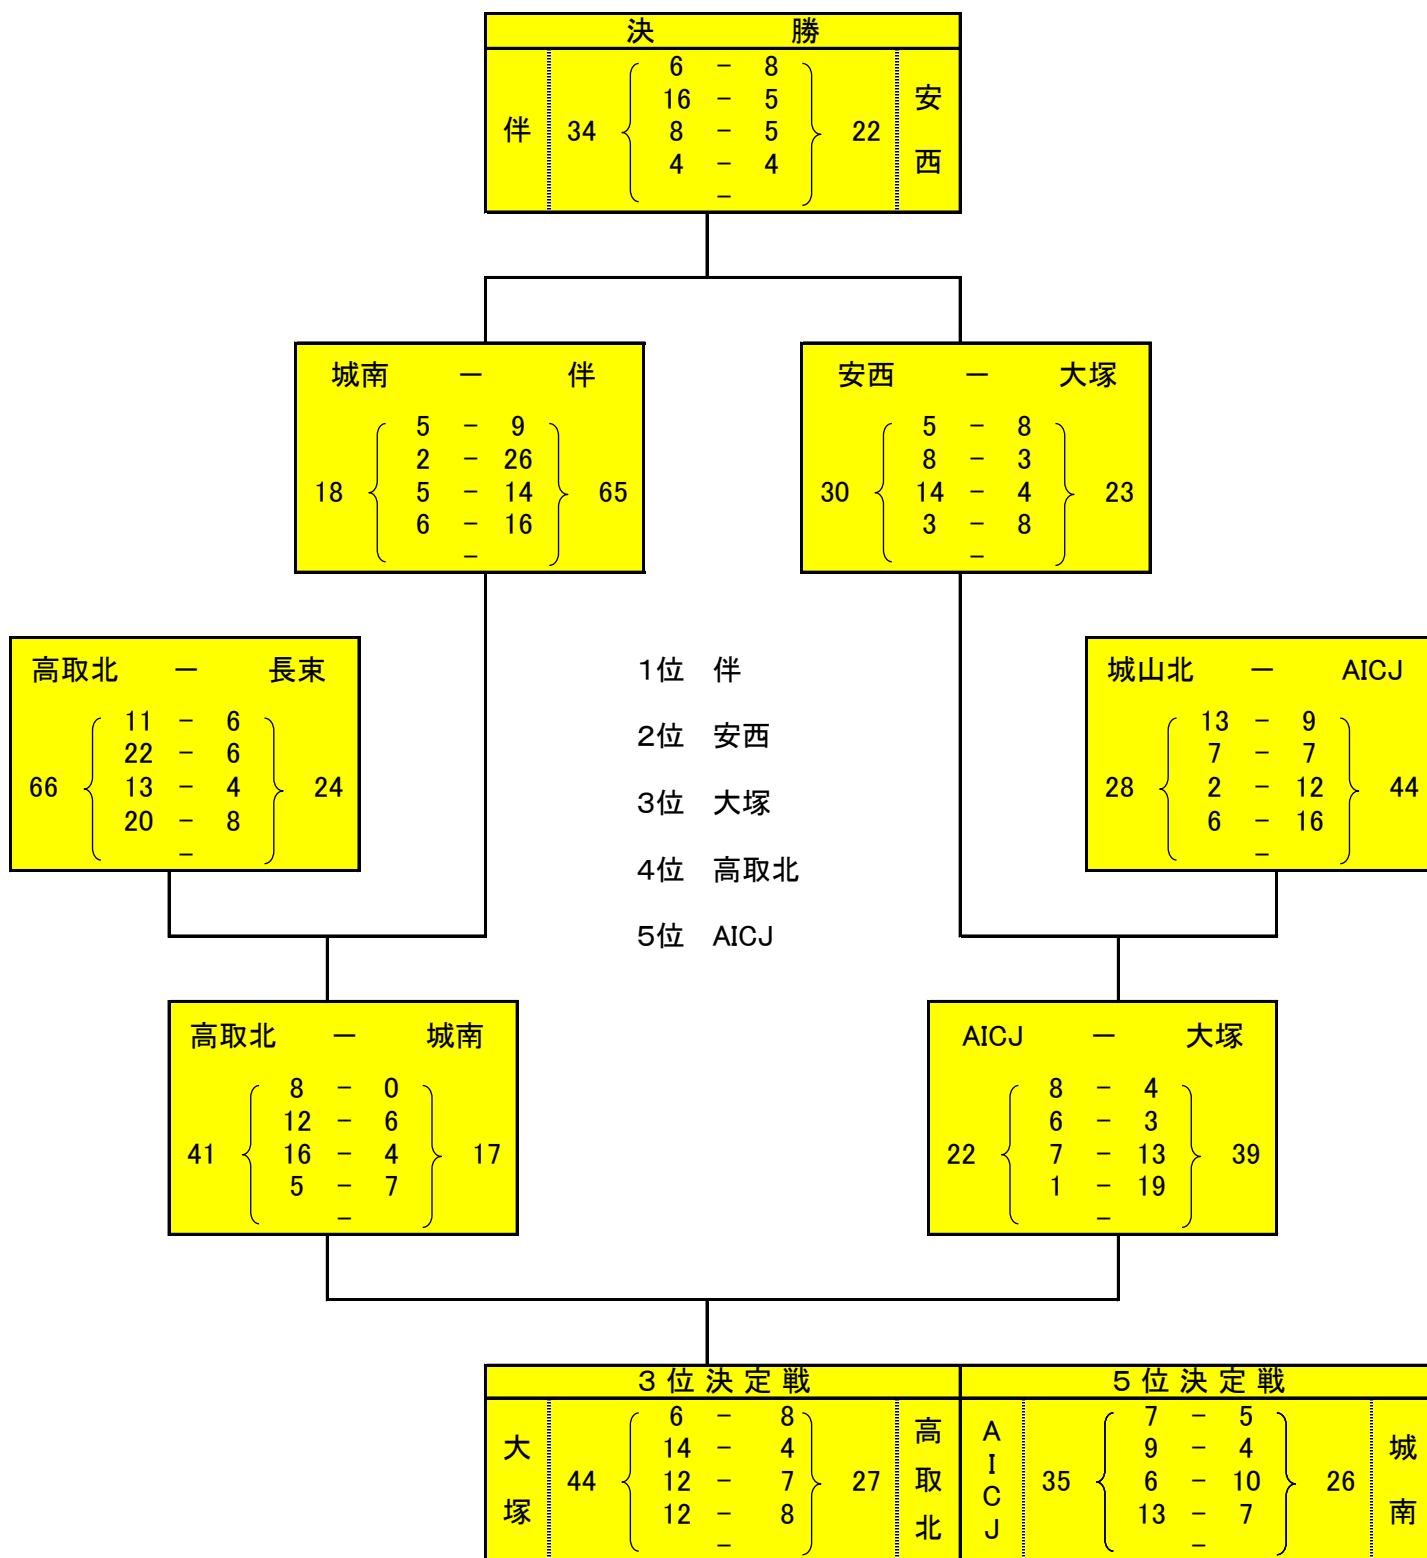 決 勝
伴 34 6 - 8 22 安西
16 - 5
8 - 5
4 - 4
-
城南 ー 伴
5 - 9
2 - 26
18 5 - 14 65
6 - 16
-
安西 ー 大塚
5 - 8
8 - 3
30 14 - 4 23
3 - 8
-
高取北 ー 長束
11 - 6
22 - 6
66 13 - 4 24
20 - 8
-
1位 伴
2位 安西
3位 大塚
4位 高取北
5位 AICJ
城山北 ー AICJ
13 - 9
7 - 7
28 2 - 12 44
6 - 16
-
高取北 ー 城南
8 - 0
12 - 6
41 16 - 4 17
5 - 7
-
AICJ ー 大塚
8 - 4
6 - 3
22 7 - 13 39
1 - 19
-
3位決定戦
大塚 44 6 - 8 27 高取北
14 - 4
12 - 7
12 - 8
-
5位決定戦
AICJ 35 7 - 5 26 城南
9 - 4
6 - 10
13 - 7
-